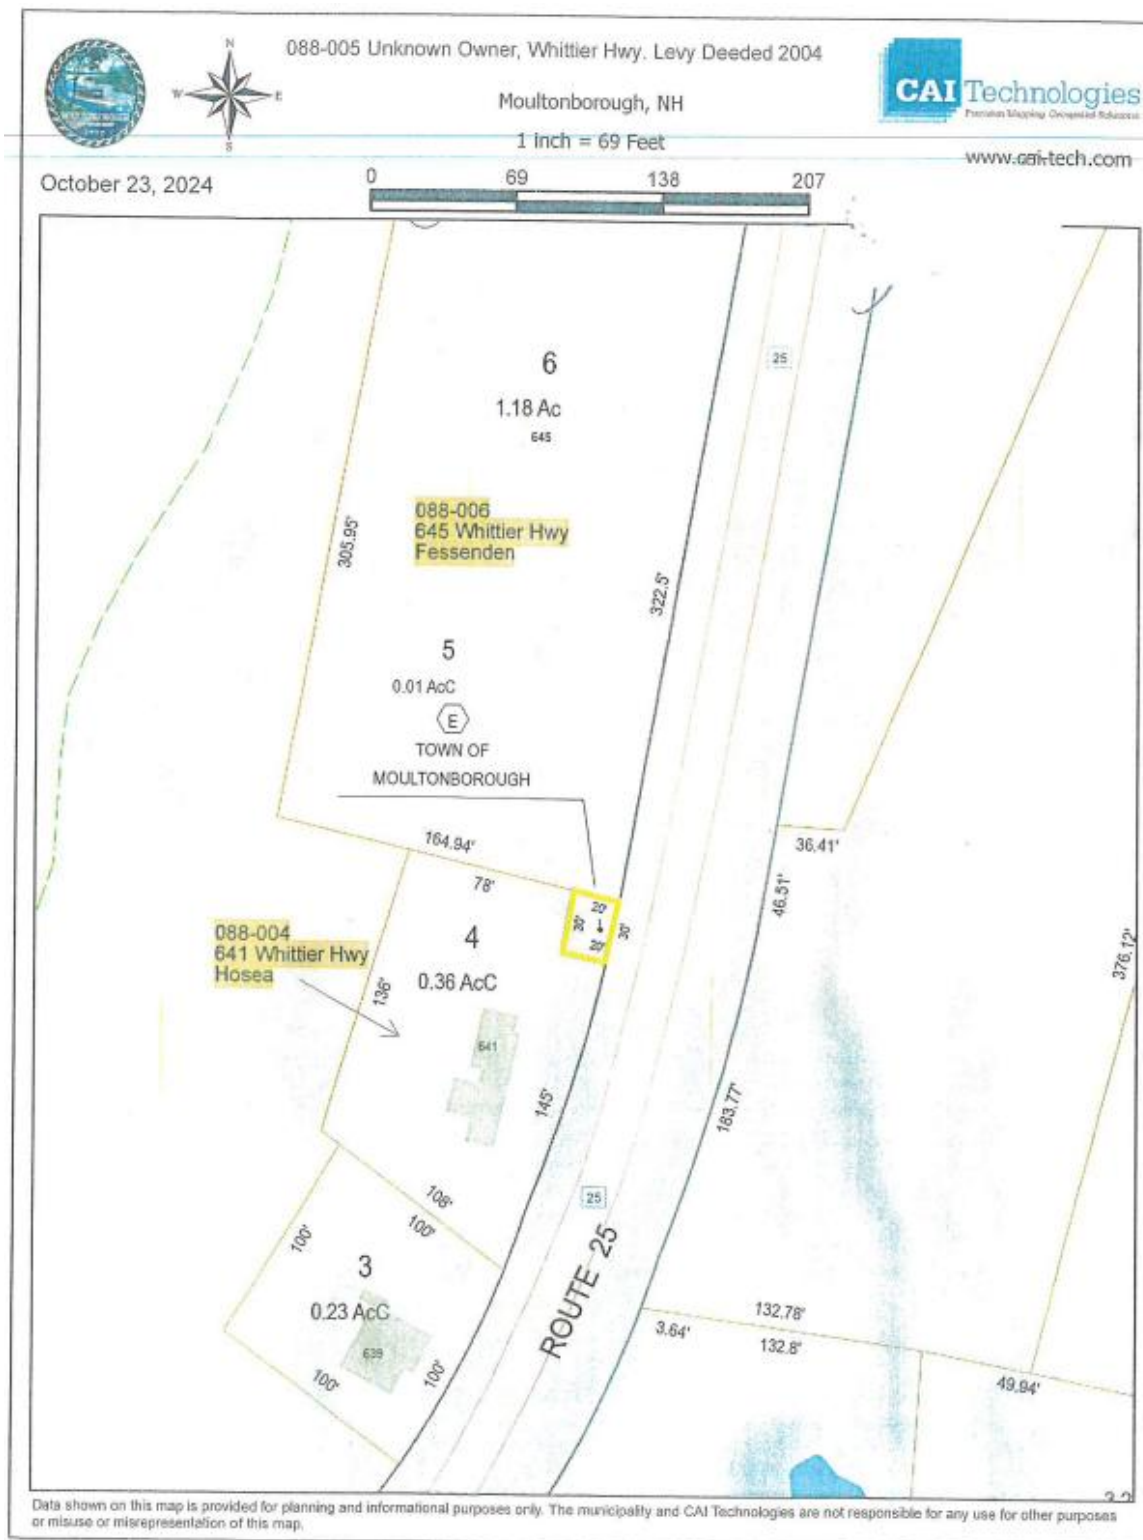 088-005 Unknown Owner, Whittier Hwy. Levy Deeded 2004
Moultonborough, NH
1 inch = 69 Feet
October 23, 2024
N
W
E
S
CAI Technologies
www.cai-tech.com
0 69 138 207
6
1.18 Ac
645
25
088-006
645 Whittier Hwy
Fessenden
305.95'
322.5'
5
0.01 AcC
E
TOWN OF
MOULTONBOROUGH
164.94'
78'
36.41'
46.51'
20'
30'
30'
088-004
641 Whittier Hwy
Hosea
4
0.36 AcC
136'
641
145'
376.12'
183.77'
108'
100'
25
ROUTE 25
100'
3
0.23 AcC
639
100'
100'
132.78'
3.64'
132.8'
49.94'
Data shown on this map is provided for planning and informational purposes only. The municipality and CAI Technologies are not responsible for any use for other purposes
or misuse or misrepresentation of this map.